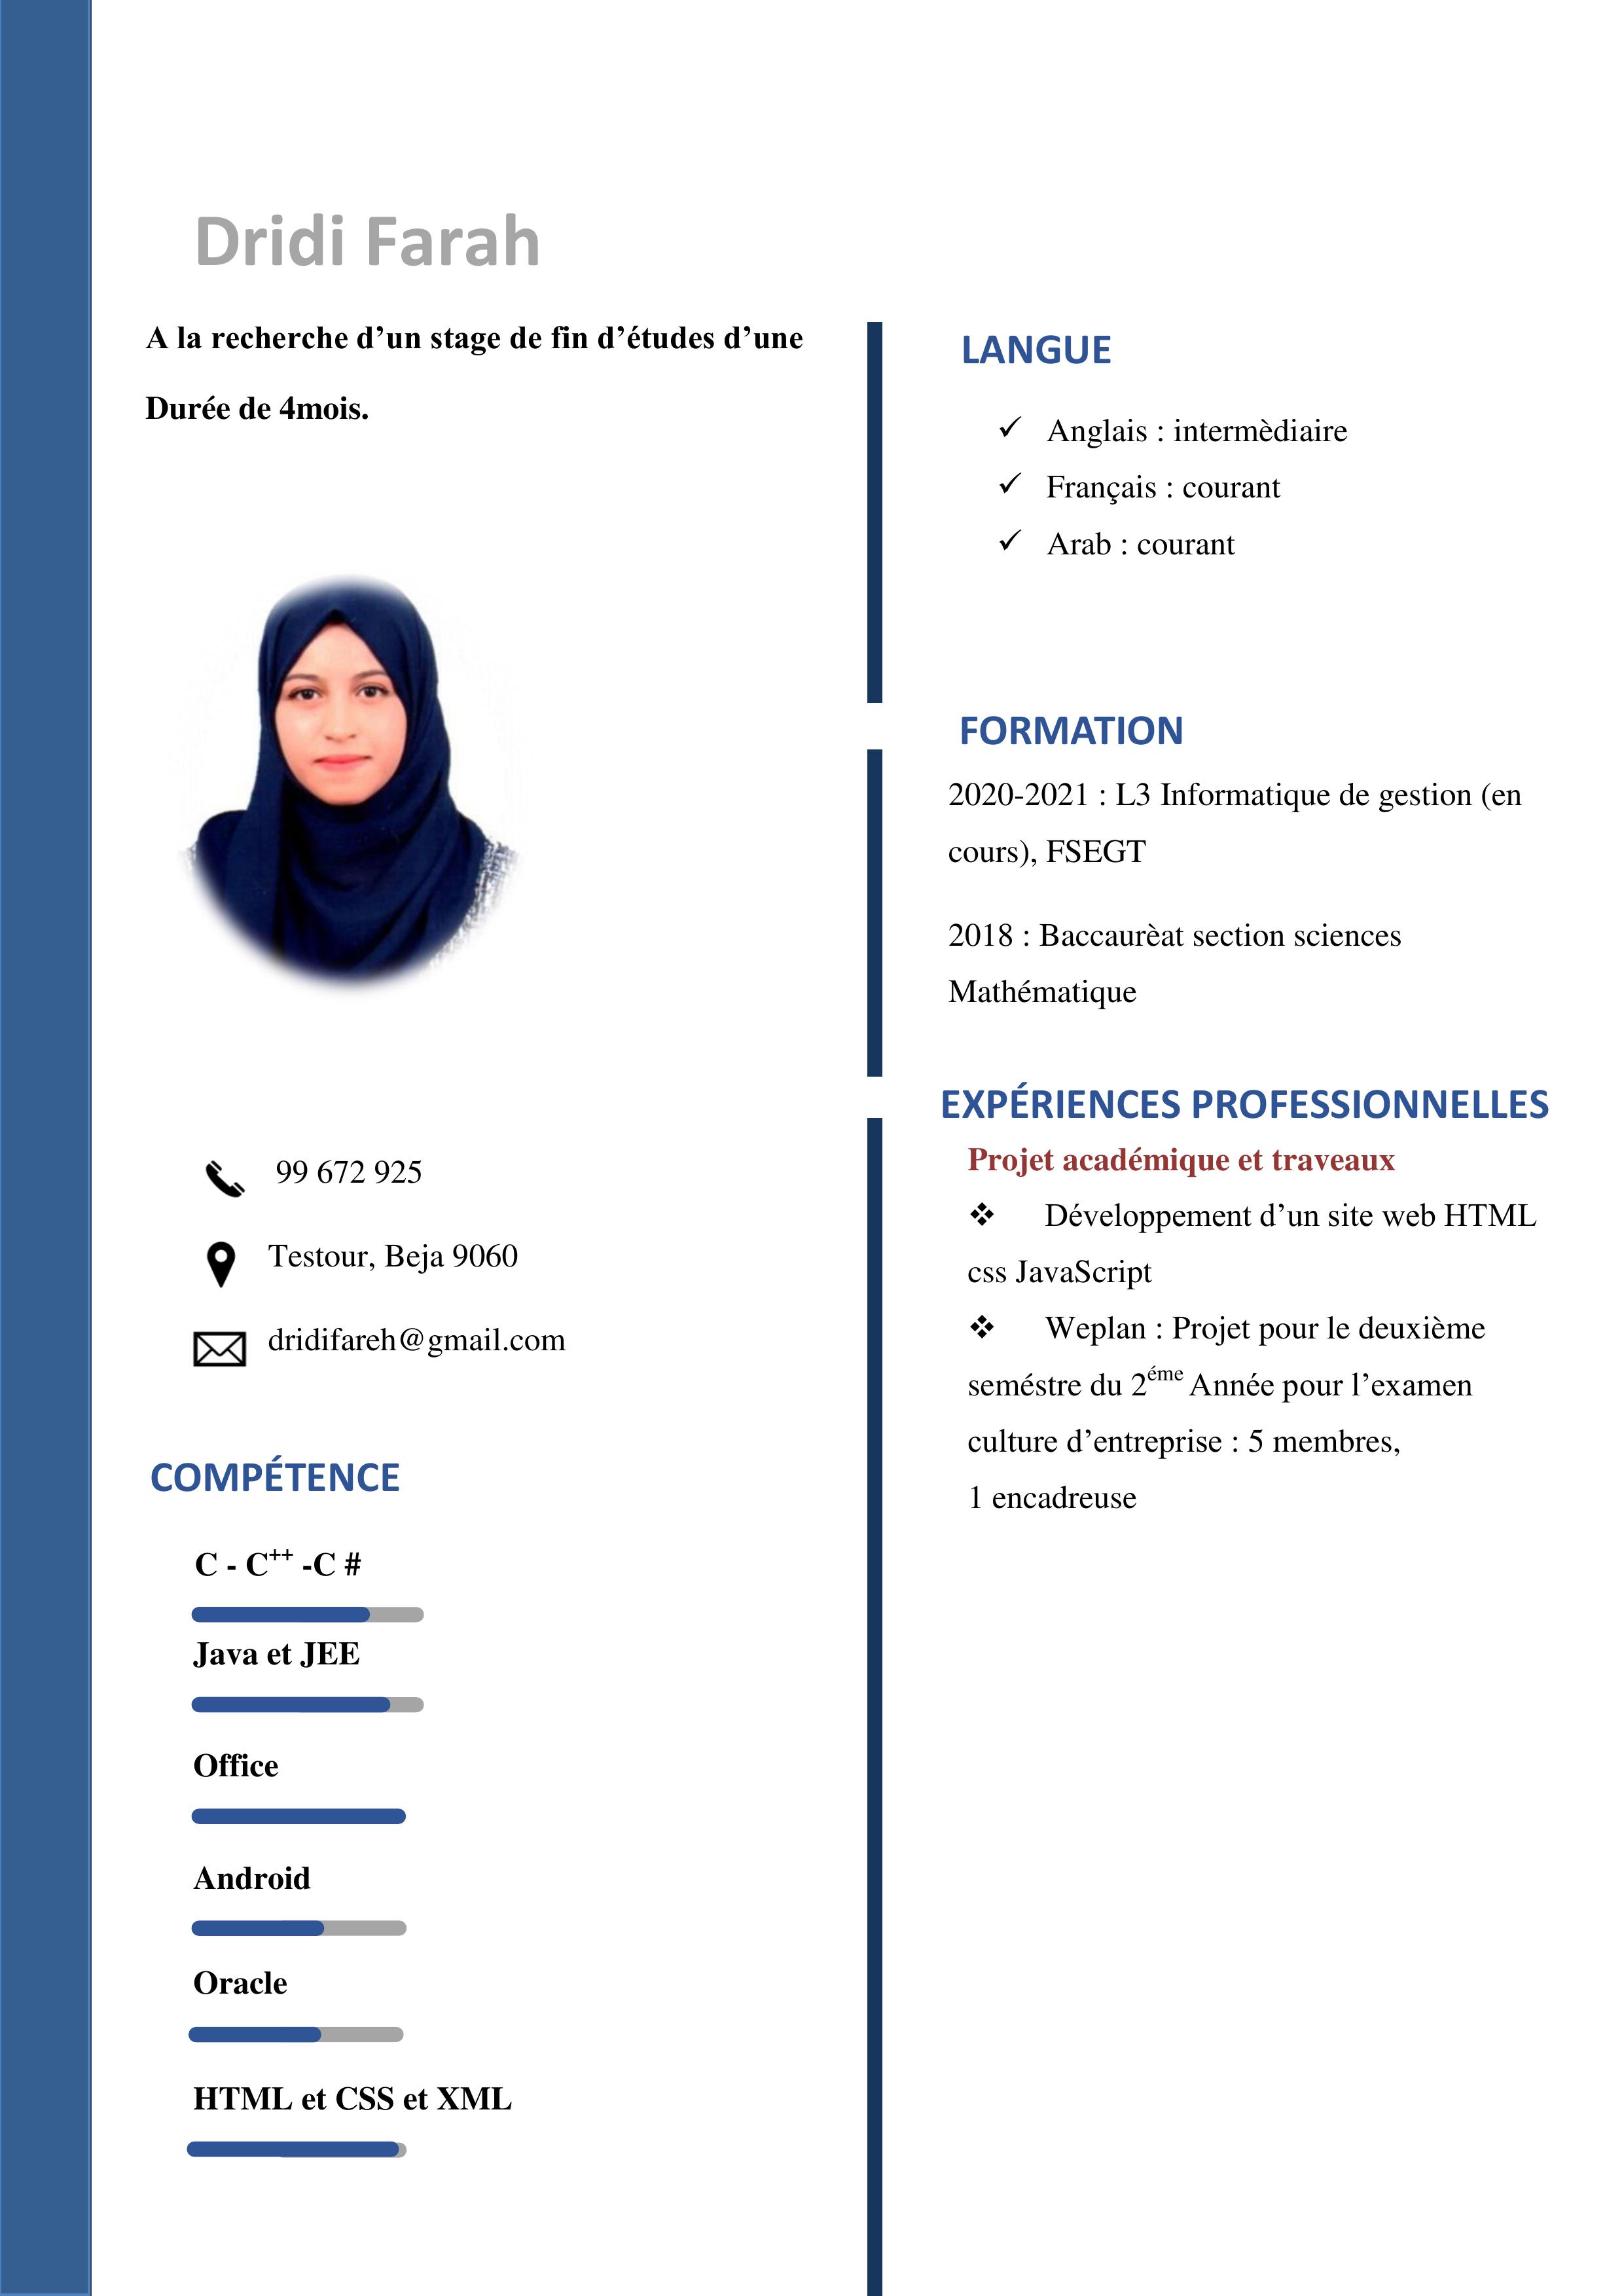 Dridi Farah
A la recherche d’un stage de fin d’études d’une
Durée de 4mois.
99 672 925
Testour, Beja 9060
dridifareh@gmail.com
COMPÉTENCE
C - C++ -C #
Java et JEE
Office
Android
Oracle
HTML et CSS et XML
LANGUE
Anglais : intermèdiaire
Français : courant
Arab : courant
FORMATION
2020-2021 : L3 Informatique de gestion (en
cours), FSEGT
2018 : Baccaurèat section sciences
Mathématique
EXPÉRIENCES PROFESSIONNELLES
Projet académique et traveaux
Développement d’un site web HTML
css JavaScript
Weplan : Projet pour le deuxième
seméstre du 2éme Année pour l’examen
culture d’entreprise : 5 membres,
1 encadreuse